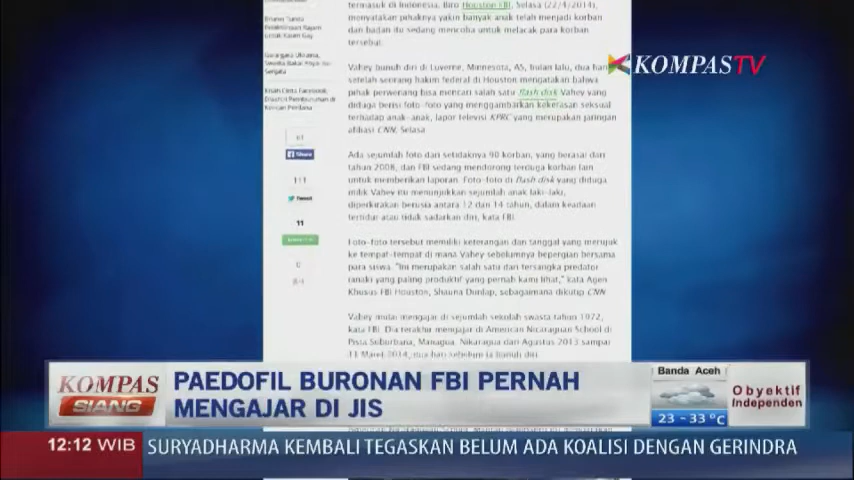 termasuk di Indonesia. Biro Houston FBI, Selasa (22/4/2014),
menyatakan pihaknya yakin banyak anak telah menjadi korban
dan badan itu sedang mencoba untuk melacak para korban
tersebut.
Vahey bunuh diri di Luverne, Minnesota, AS, bulan lalu, dua hari
setelah seorang hakim federal di Houston mengatakan bahwa
pihak berwenang bisa mencari salah satu flash disk Vahey yang
diduga berisi foto-foto yang menggambarkan kekerasan seksual
terhadap anak-anak, lapor televisi KPRC yang merupakan jaringan
afiliasi CNN, Selasa
Ada sejumlah foto dari setidaknya 90 korban, yang berasal dari
tahun 2008, dan FBI sedang mendorong terduga korban lain
untuk memberikan laporan. Foto-foto di flash disk yang diduga
milik Vahey itu menunjukkan sejumlah anak laki-laki,
diperkirakan berusia antara 12 dan 14 tahun, dalam keadaan
tertidur atau tidak sadarkan diri, kata FBI.
Foto-foto tersebut memiliki keterangan dan tanggal yang merujuk
ke tempat-tempat di mana Vahey sebelumnya bepergian bersama
para siswa. "Ini merupakan salah satu dari tersangka predator
yang paling produktif yang pernah kami lihat," kata Agen
Khusus FBI Houston, Shauna Dunlap, sebagaimana dikutip CNN
Vahey mulai mengajar di sejumlah sekolah swasta tahun 1972,
kata FBI. Dia terakhir mengajar di American Nicaraguan School di
Pista Suburbana, Managua, Nikaragua dari Agustus 2013 sampai
11 Maret 2014, dua hari sebelum ia bunuh diri.
Share
111
Tweet
11
0
KOMPASTV
KOMPAS
SIANG
PAEDOFIL BURONAN FBI PERNAH
MENGAJAR DI JIS
Banda Aceh
23 - 33°C
Obyektif
Independen
12:12 WIB
SURYADHARMA KEMBALI TEGASKAN BELUM ADA KOALISI DENGAN GERINDRA